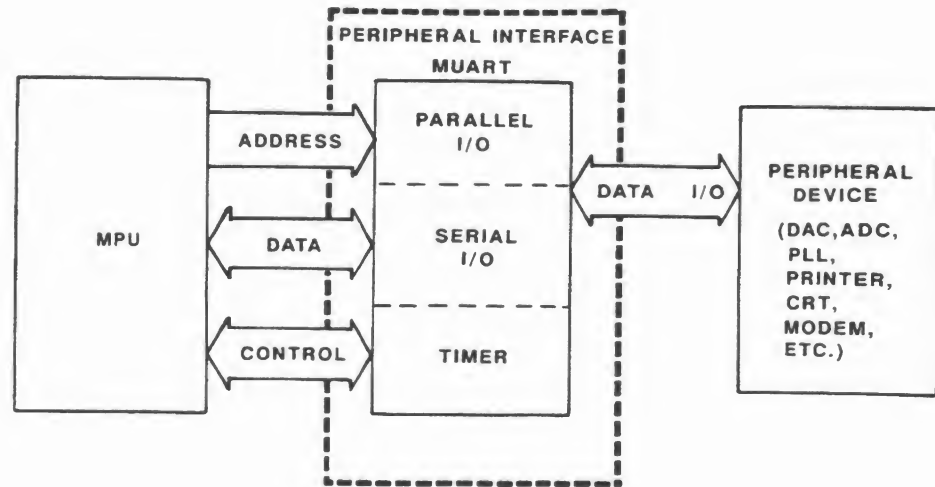 PERIPHERAL INTERFACE
MUART
MPU
ADDRESS
DATA
CONTROL
PARALLEL
I/O
SERIAL
I/O
TIMER
DATA I/O
PERIPHERAL
DEVICE
(DAC,ADC,
PLL,
PRINTER,
CRT,
MODEM,
ETC.)